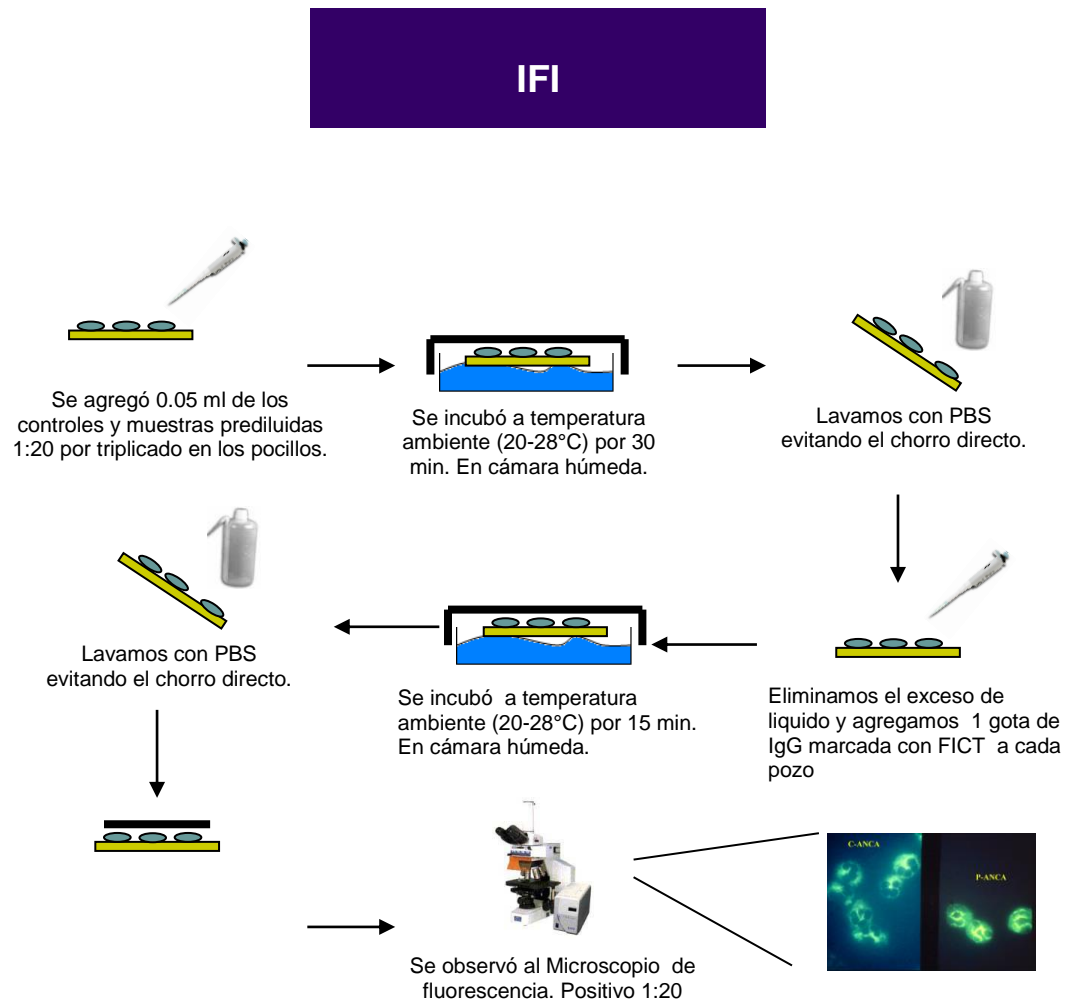 IFI
Se agregó 0.05 ml de los
controles y muestras prediluidas
1:20 por triplicado en los pocillos.
Se incubó a temperatura
ambiente (20-28°C) por 30
min. En cámara húmeda.
Lavamos con PBS
evitando el chorro directo.
Eliminamos el exceso de
liquido y agregamos 1 gota de
IgG marcada con FICT a cada
pozo
Se incubó a temperatura
ambiente (20-28°C) por 15 min.
En cámara húmeda.
Lavamos con PBS
evitando el chorro directo.
Se observó al Microscopio de
fluorescencia. Positivo 1:20
C-ANCA
P-ANCA